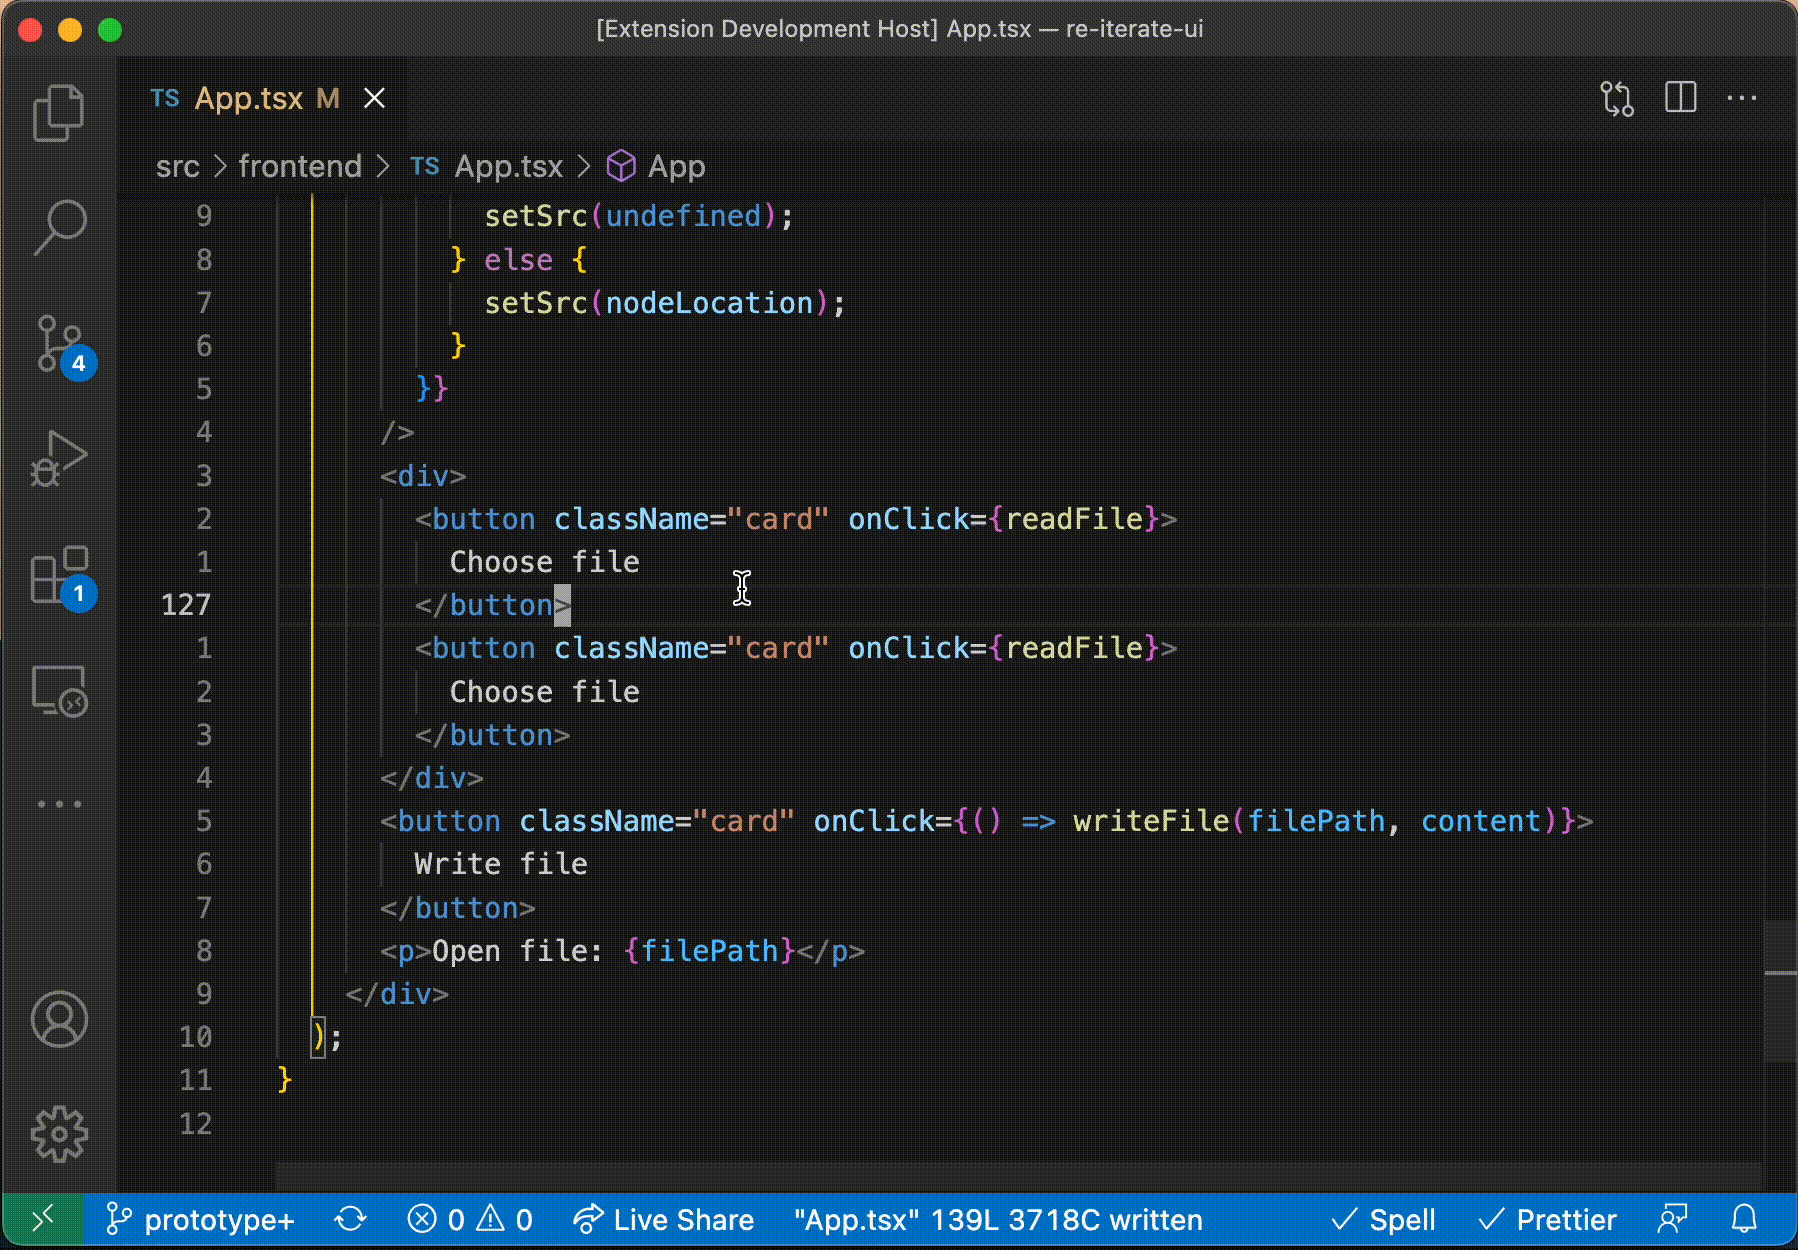 [Extension Development Host] App.tsx — re-iterate-ui
TS App.tsx M
src > frontend > TS App.tsx > App
9 setSrc(undefined);
8 } else {
7 setSrc(nodeLocation);
6 }
5 }}
4 />
3 <div>
2 <button className="card" onClick={readFile}>
1 Choose file
127 </button>
1 <button className="card" onClick={readFile}>
2 Choose file
3 </button>
4 </div>
5 <button className="card" onClick={() => writeFile(filePath, content)}>
6 Write file
7 </button>
8 <p>Open file: {filePath}</p>
9 </div>
10 );
11 }
12
4
1
prototype+ 0 0 Live Share "App.tsx" 139L 3718C written Spell Prettier